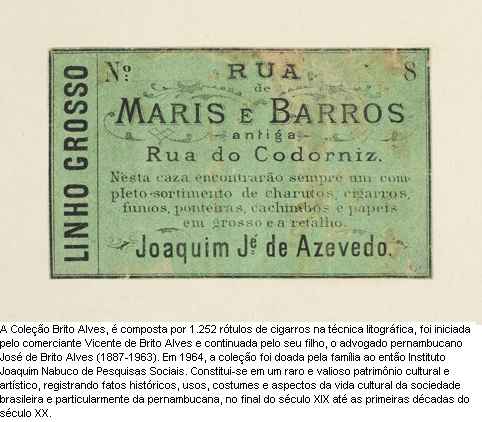 LINHO GROSSO
Nº RUA 8
de
MARIS E BARROS
antiga
Rua do Codorniz.
Nesta caza encontrarão sempre um com
pleto sortimento de charutos, cigarros,
fumos, ponteiras, cachimbos e papeis
em grosso e a retalho.
Joaquim Jé de Azevedo.
A Coleção Brito Alves, é composta por 1.252 rótulos de cigarros na técnica litográfica, foi iniciada
pelo comerciante Vicente de Brito Alves e continuada pelo seu filho, o advogado pernambucano
José de Brito Alves (1887-1963). Em 1964, a coleção foi doada pela família ao então Instituto
Joaquim Nabuco de Pesquisas Sociais. Constitui-se em um raro e valioso patrimônio cultural e
artístico, registrando fatos históricos, usos, costumes e aspectos da vida cultural da sociedade
brasileira e particularmente da pernambucana, no final do século XIX até as primeiras décadas do
século XX.